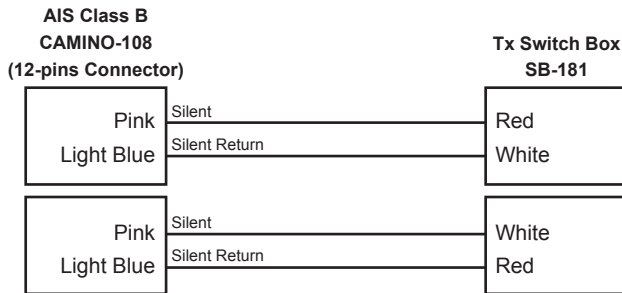 AIS Class B
CAMINO-108
(12-pins Connector)
Tx Switch Box
SB-181
Pink
Silent
Red
Light Blue
Silent Return
White
Pink
Silent
White
Light Blue
Silent Return
Red